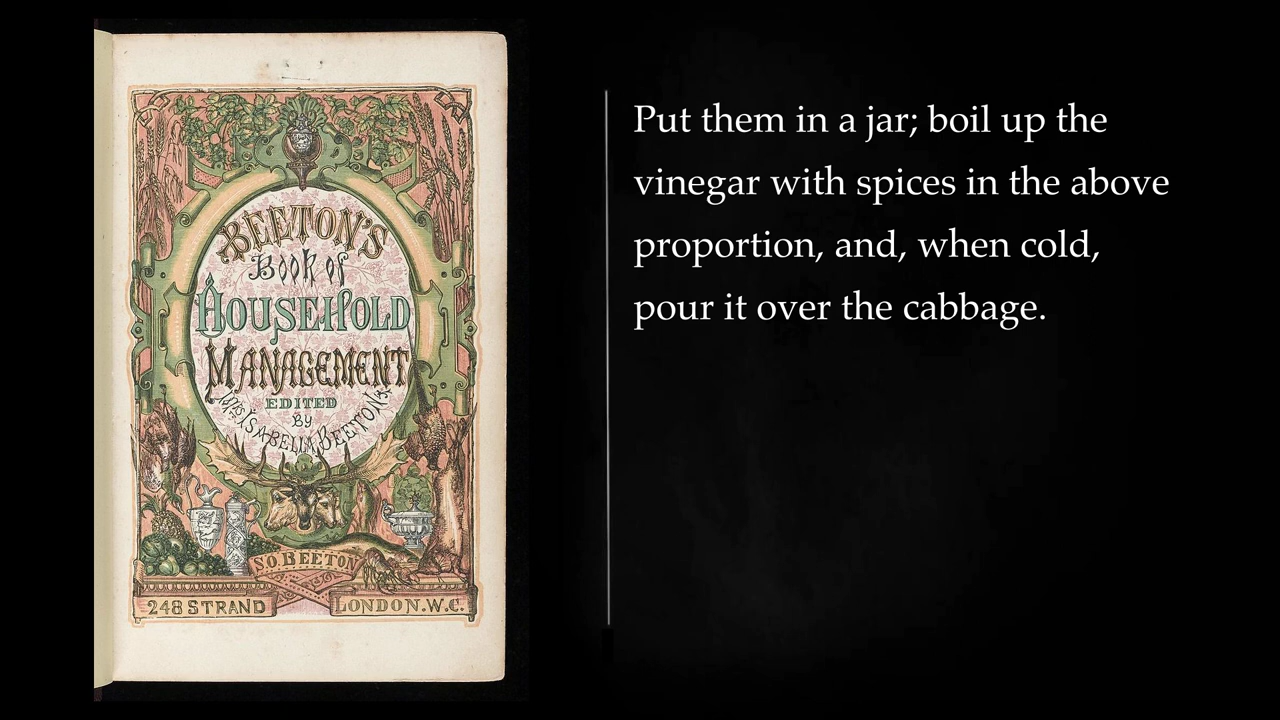 BEETON'S
Book of
HOUSEHOLD
MANAGEMENT
EDITED
By
MRS ISABELLA BEETON
S.O. BEETON
248 STRAND
LONDON.W.C.
Put them in a jar; boil up the
vinegar with spices in the above
proportion, and, when cold,
pour it over the cabbage.